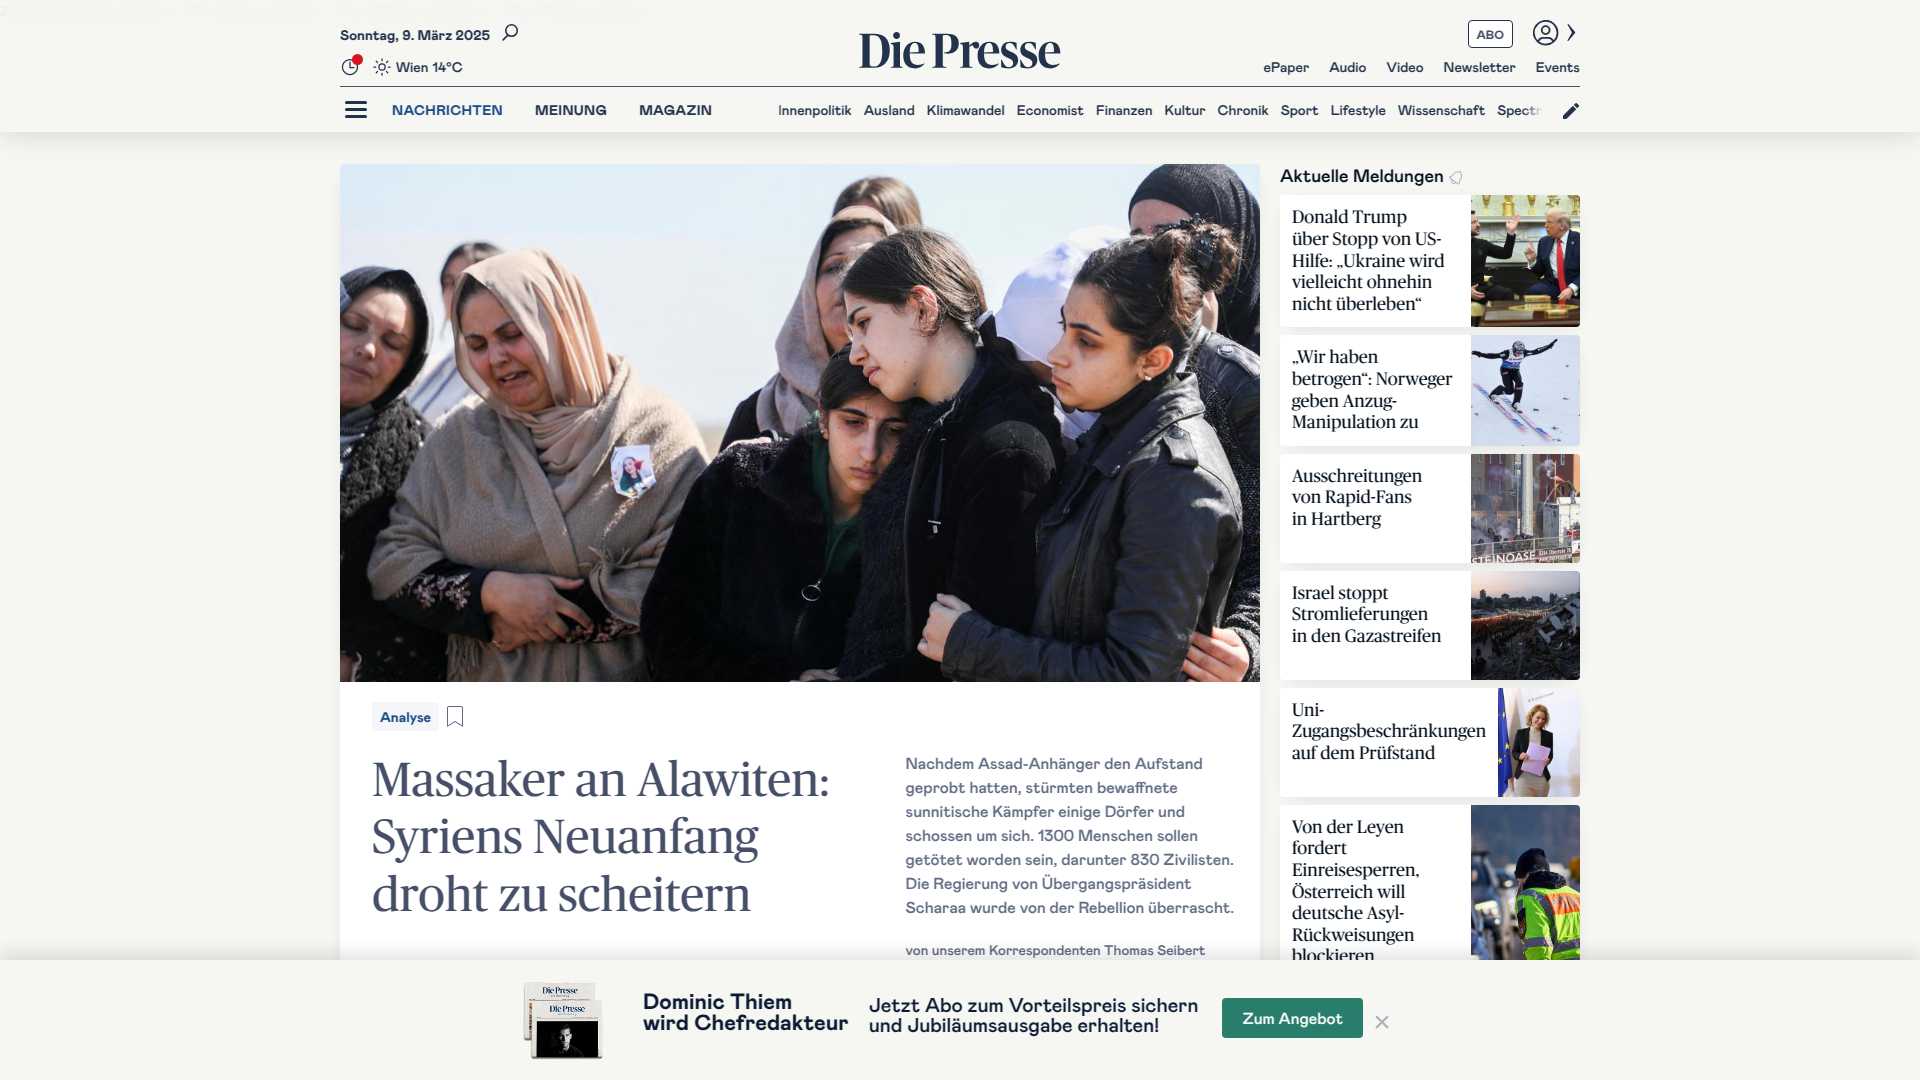 Sonntag, 9. März 2025
Wien 14°C
Die Presse
ABO
ePaper Audio Video Newsletter Events
NACHRICHTEN MEINUNG MAGAZIN
Innenpolitik Ausland Klimawandel Economist Finanzen Kultur Chronik Sport Lifestyle Wissenschaft Spectr
Analyse
Massaker an Alawiten:
Syriens Neuanfang
droht zu scheitern
Nachdem Assad-Anhänger den Aufstand
geprobt hatten, stürmten bewaffnete
sunnitische Kämpfer einige Dörfer und
schossen um sich. 1300 Menschen sollen
getötet worden sein, darunter 830 Zivilisten.
Die Regierung von Übergangspräsident
Scharaa wurde von der Rebellion überrascht.
von unserem Korrespondenten Thomas Seibert
Aktuelle Meldungen
Donald Trump
über Stopp von US-
Hilfe: „Ukraine wird
vielleicht ohnehin
nicht überleben“
„Wir haben
betrogen“: Norweger
geben Anzug-
Manipulation zu
Ausschreitungen
von Rapid-Fans
in Hartberg
STEINOASE
Israel stoppt
Stromlieferungen
in den Gazastreifen
Uni-
Zugangsbeschränkungen
auf dem Prüfstand
Von der Leyen
fordert
Einreisesperren,
Österreich will
deutsche Asyl-
Rückweisungen
blockieren
Die Presse
Die Presse
Dominic Thiem
wird Chefredakteur
Jetzt Abo zum Vorteilspreis sichern
und Jubiläumsausgabe erhalten!
Zum Angebot